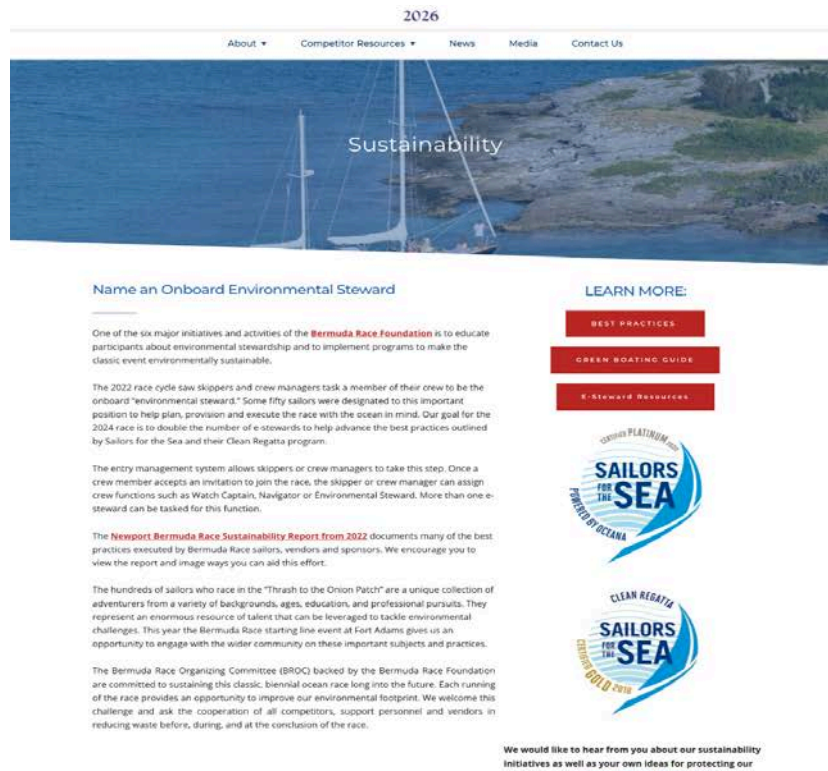 2026
About ▾ Competitor Resources ▾ News Media Contact Us
Sustainability
Name an Onboard Environmental Steward
One of the six major initiatives and activities of the Bermuda Race Foundation is to educate
participants about environmental stewardship and to implement programs to make the
classic event environmentally sustainable.
The 2022 race cycle saw skippers and crew managers task a member of their crew to be the
onboard "environmental steward." Some fifty sailors were designated to this important
position to help plan, provision and execute the race with the ocean in mind. Our goal for the
2024 race is to double the number of e-stewards to help advance the best practices outlined
by Sailors for the Sea and their Clean Regatta program.
The entry management system allows skippers or crew managers to take this step. Once a
crew member accepts an invitation to join the race, the skipper or crew manager can assign
crew functions such as Watch Captain, Navigator or Environmental Steward. More than one e-
steward can be tasked for this function.
The Newport Bermuda Race Sustainability Report from 2022 documents many of the best
practices executed by Bermuda Race sailors, vendors and sponsors. We encourage you to
view the report and image ways you can aid this effort.
The hundreds of sailors who race in the "Thrash to the Onion Patch" are a unique collection of
adventurers from a variety of backgrounds, ages, education, and professional pursuits. They
represent an enormous resource of talent that can be leveraged to tackle environmental
challenges. This year the Bermuda Race starting line event at Fort Adams gives us an
opportunity to engage with the wider community on these important subjects and practices.
The Bermuda Race Organizing Committee (BROC) backed by the Bermuda Race Foundation
are committed to sustaining this classic, biennial ocean race long into the future. Each running
of the race provides an opportunity to improve our environmental footprint. We welcome this
challenge and ask the cooperation of all competitors, support personnel and vendors in
reducing waste before, during, and at the conclusion of the race.
LEARN MORE:
BEST PRACTICES
GREEN BOATING GUIDE
E-Steward Resources
CERTIFIED PLATINUM
SAILORS
FOR THE SEA
POWERED BY OCEANA
CLEAN REGATTA
SAILORS
FOR THE SEA
CERTIFIED GOLD 2018
We would like to hear from you about our sustainability
initiatives as well as your own ideas for protecting our